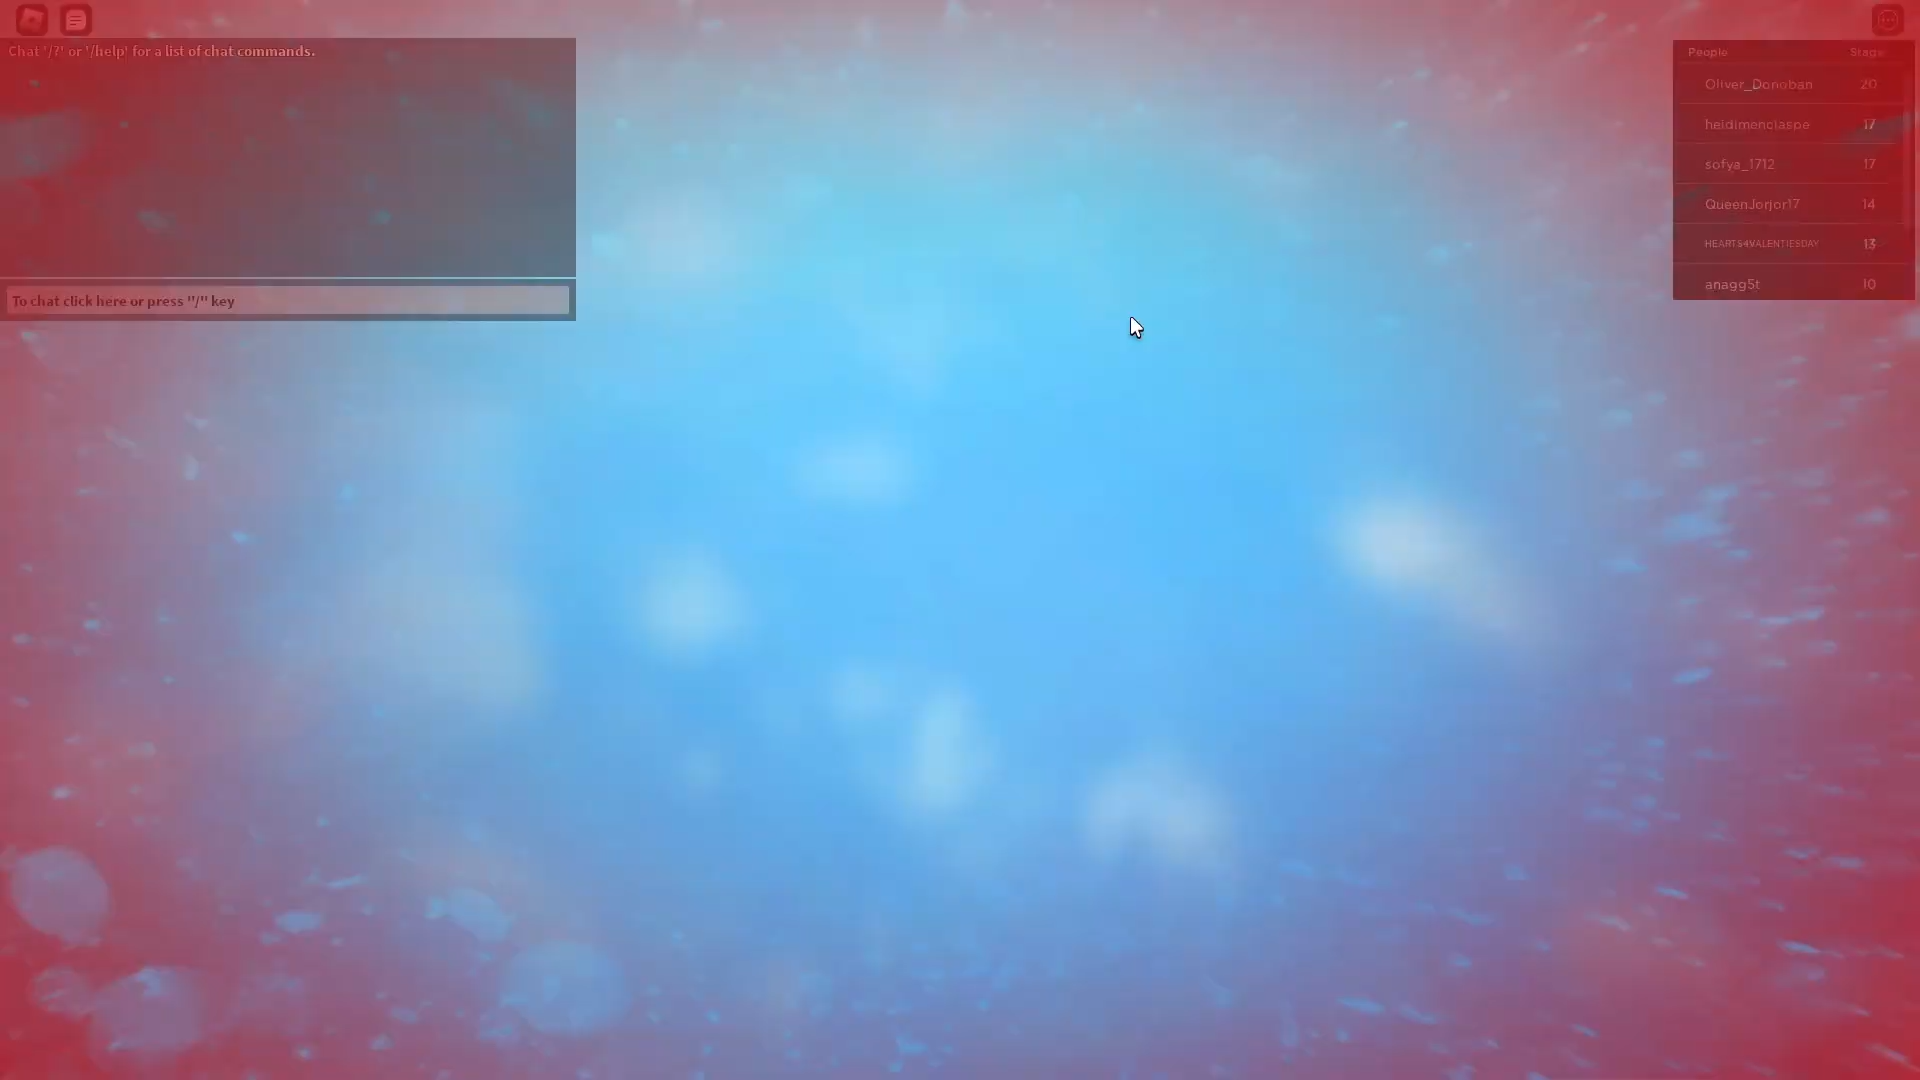 Chat '/?' or '/help' for a list of chat commands.
To chat click here or press "/" key
People Stage
Oliver_Donoban 20
heidimenciaspe 17
sofya_1712 17
QueenJorjor17 14
HEARTS4VALENTIESDAY 13
anagg5t 10